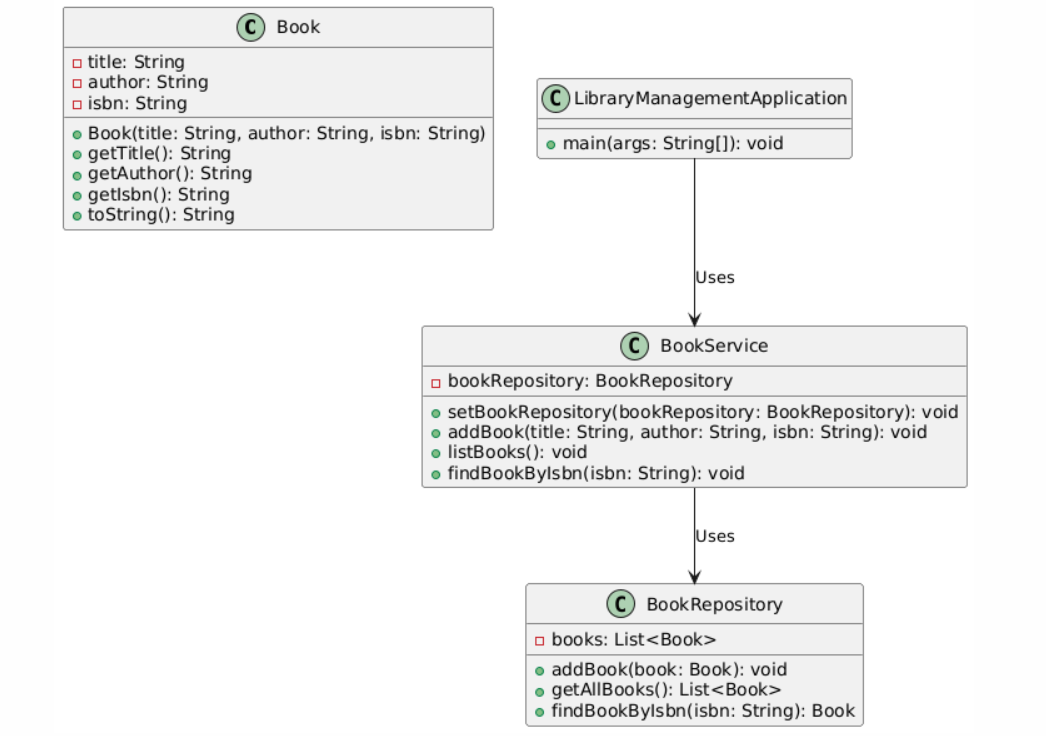 C Book
title: String
author: String
isbn: String
Book(title: String, author: String, isbn: String)
getTitle(): String
getAuthor(): String
getIsbn(): String
toString(): String
C LibraryManagementApplication
main(args: String[]): void
Uses
C BookService
bookRepository: BookRepository
setBookRepository(bookRepository: BookRepository): void
addBook(title: String, author: String, isbn: String): void
listBooks(): void
findBookByIsbn(isbn: String): void
Uses
C BookRepository
books: List<Book>
addBook(book: Book): void
getAllBooks(): List<Book>
findBookByIsbn(isbn: String): Book